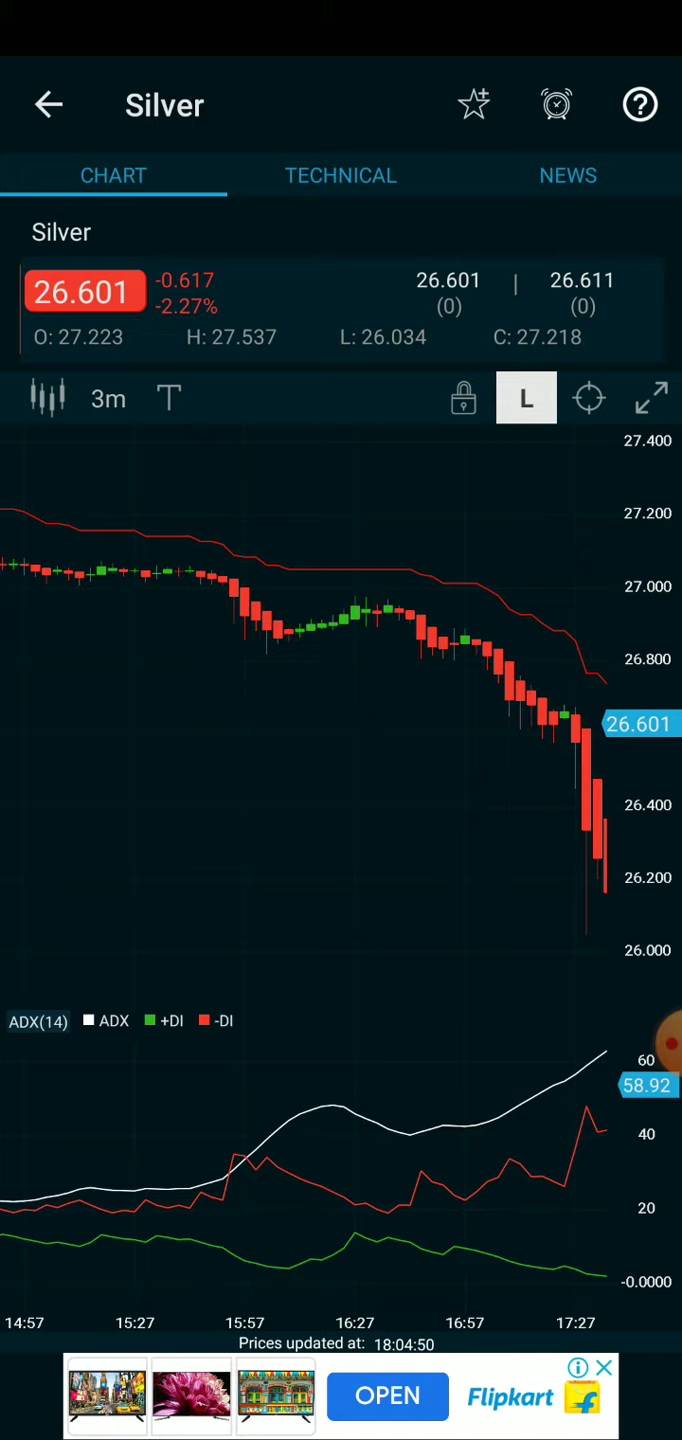 Silver
CHART TECHNICAL NEWS
Silver
26.601 -0.617 -2.27% 26.601 (0) | 26.611 (0)
O: 27.223 H: 27.537 L: 26.034 C: 27.218
3m T L
27.400
27.200
27.000
26.800
26.601
26.400
26.200
26.000
ADX(14) ADX +DI -DI
60
58.92
40
20
-0.0000
14:57 15:27 15:57 16:27 16:57 17:27
Prices updated at: 18:04:50
OPEN Flipkart